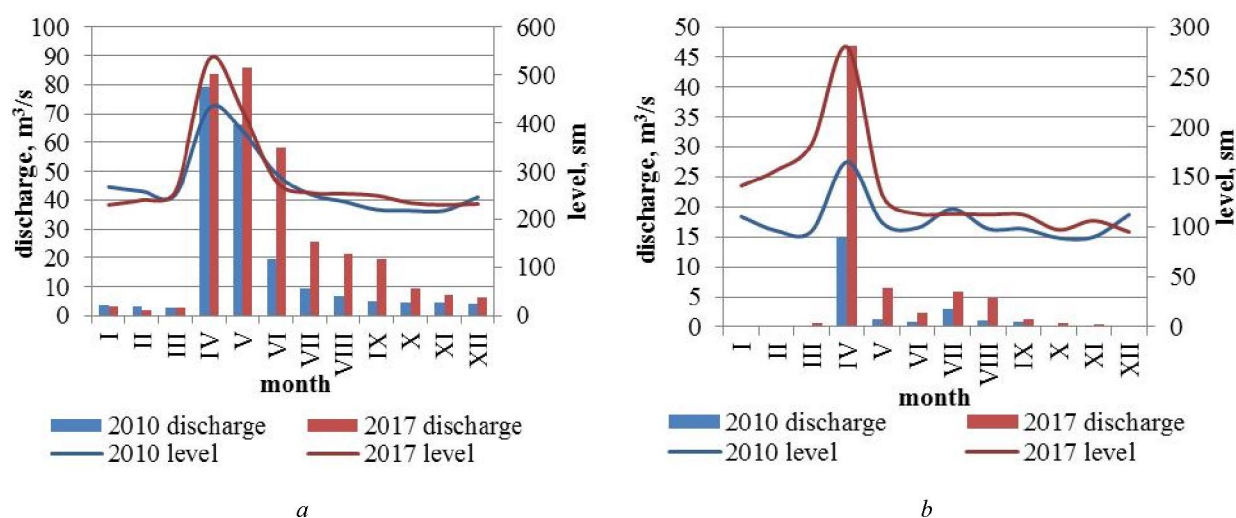 100
90
80
70
60
50
40
30
20
10
0
discharge, m³/s
600
500
400
300
200
100
0
level, sm
I II III IV V VI VII VIII IX X XI XII
month
2010 discharge 2017 discharge
2010 level 2017 level
a
50
45
40
35
30
25
20
15
10
5
0
discharge, m³/s
300
250
200
150
100
50
0
level, sm
I II III IV V VI VII VIII IX X XI XII
month
2010 discharge 2017 discharge
2010 level 2017 level
b